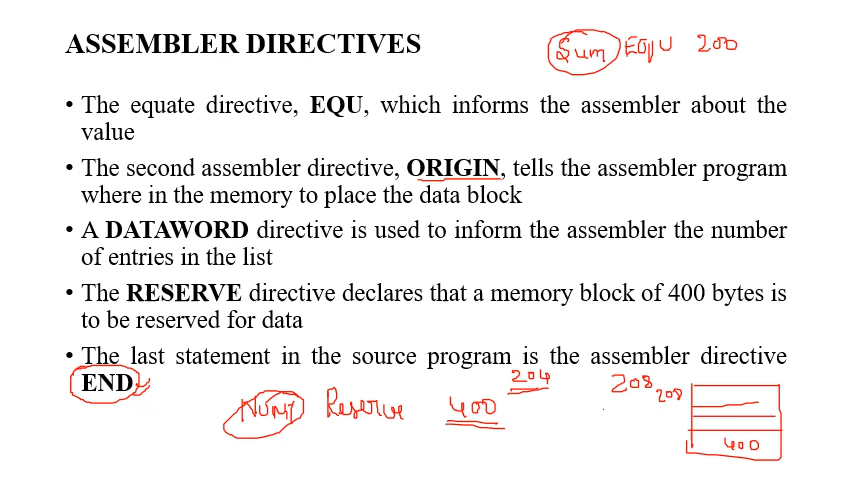 ASSEMBLER DIRECTIVES
Sum EQU 200
• The equate directive, EQU, which informs the assembler about the
value
• The second assembler directive, ORIGIN, tells the assembler program
where in the memory to place the data block
• A DATAWORD directive is used to inform the assembler the number
of entries in the list
• The RESERVE directive declares that a memory block of 400 bytes is
to be reserved for data
• The last statement in the source program is the assembler directive
END
204
NUM1 Reserve 400
208
208
400